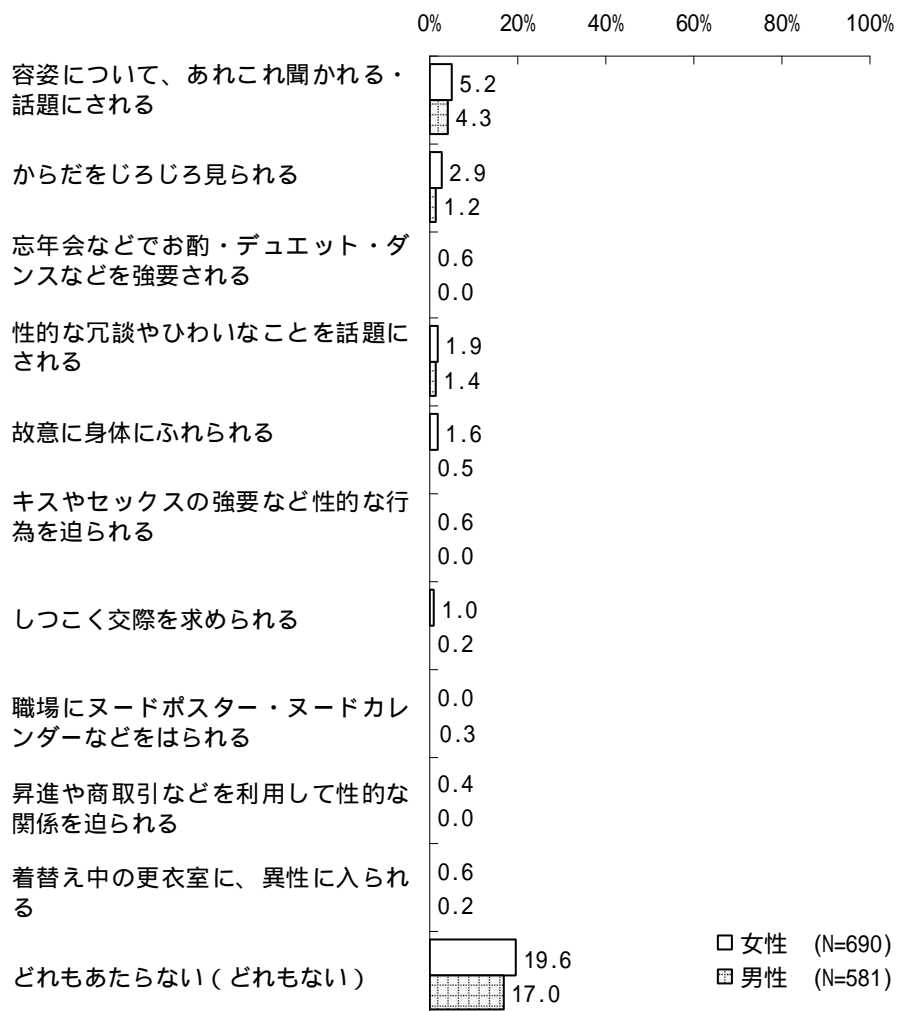 0% 20% 40% 60% 80% 100%
容姿について、あれこれ聞かれる・
話題にされる
5.2
4.3
からだをじろじろ見られる
2.9
1.2
忘年会などでお酌・デュエット・ダ
ンスなどを強要される
0.6
0.0
性的な冗談やひわいなことを話題に
される
1.9
1.4
故意に身体にふれられる
1.6
0.5
キスやセックスの強要など性的な行
為を迫られる
0.6
0.0
しつこく交際を求められる
1.0
0.2
職場にヌードポスター・ヌードカレ
ンダーなどをはられる
0.0
0.3
昇進や商取引などを利用して性的な
関係を迫られる
0.4
0.0
着替え中の更衣室に、異性に入られ
る
0.6
0.2
どれもあたらない（どれもない）
19.6
17.0
女性 (N=690)
男性 (N=581)